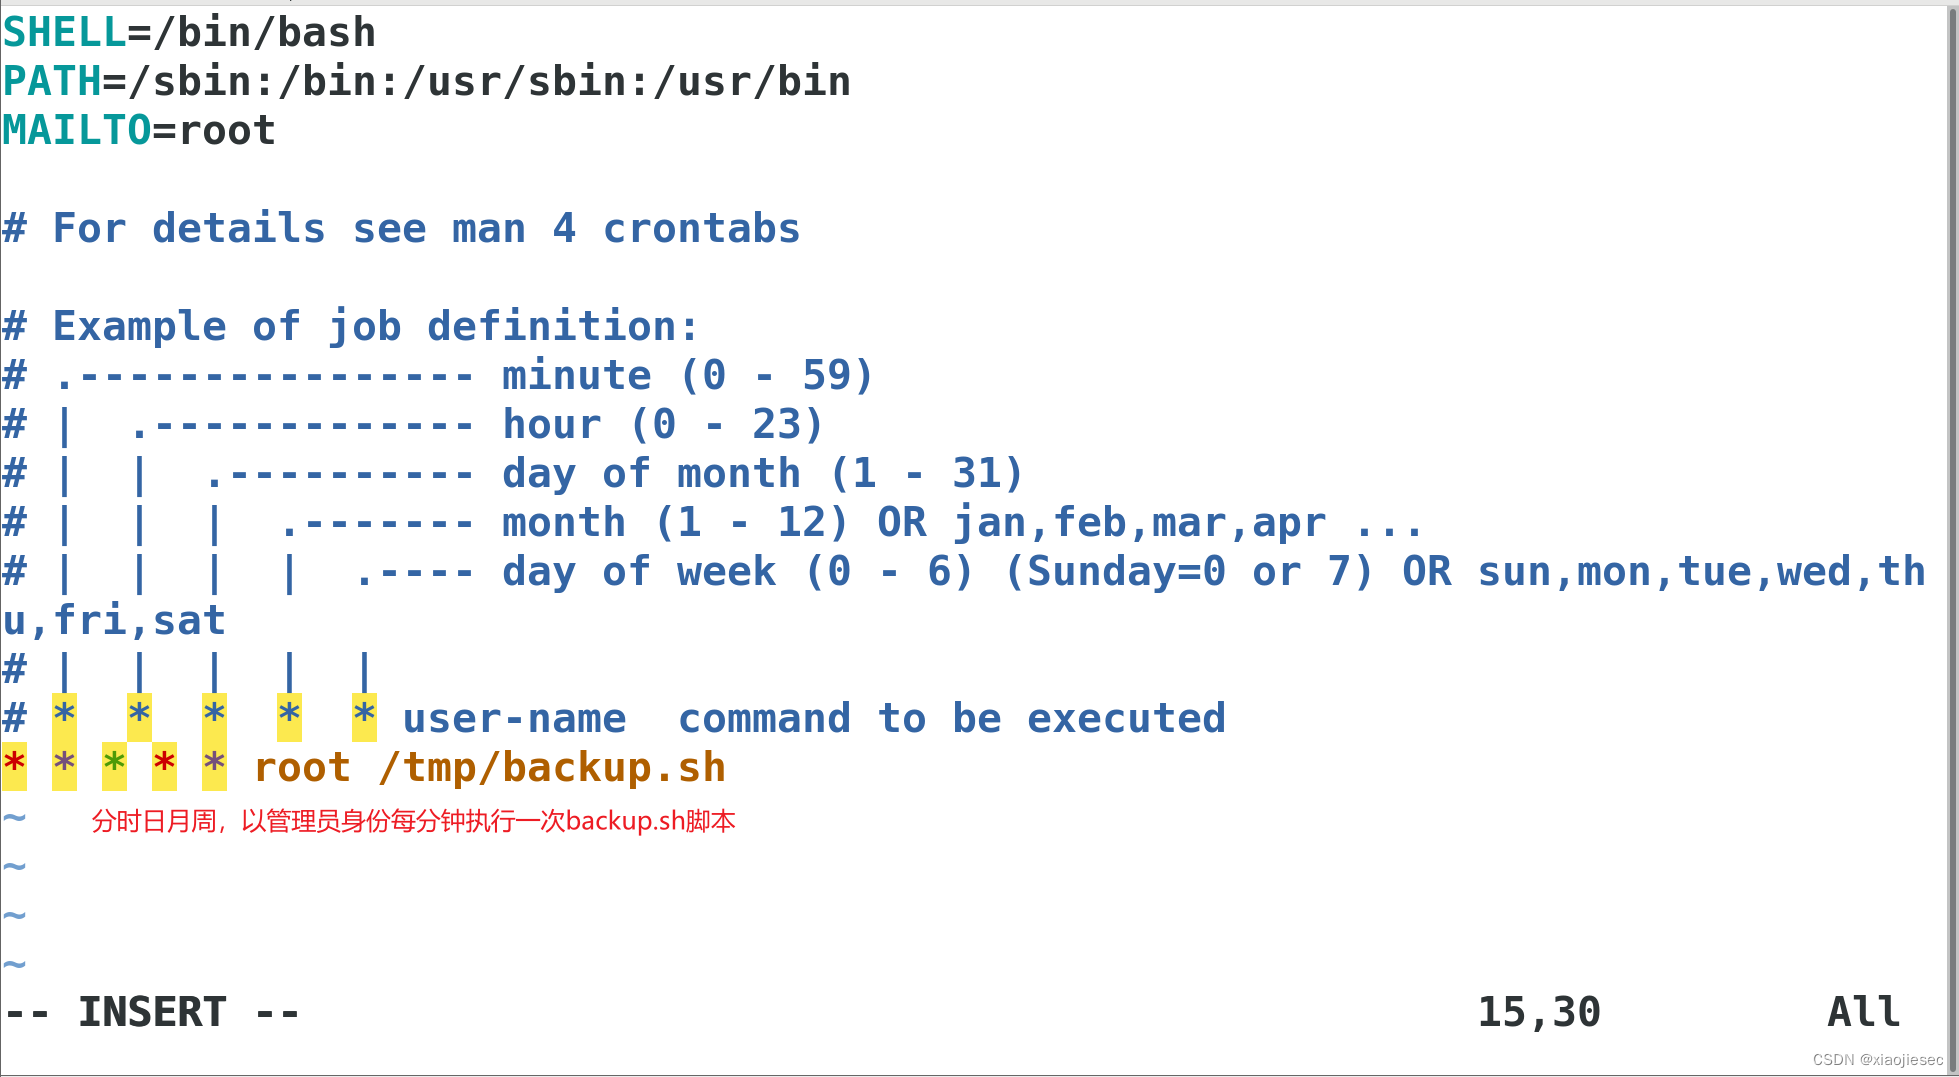 SHELL=/bin/bash
PATH=/sbin:/bin:/usr/sbin:/usr/bin
MAILTO=root
# For details see man 4 crontabs
# Example of job definition:
# .---------------- minute (0 - 59)
# |  .------------- hour (0 - 23)
# |  |  .---------- day of month (1 - 31)
# |  |  |  .------- month (1 - 12) OR jan,feb,mar,apr ...
# |  |  |  |  .---- day of week (0 - 6) (Sunday=0 or 7) OR sun,mon,tue,wed,th
u,fri,sat
# |  |  |  |  |
# *  *  *  *  * user-name  command to be executed
* * * * * root /tmp/backup.sh
~
分时日月周，以管理员身份每分钟执行一次backup.sh脚本
~
~
~
-- INSERT -- 15,30 All
CSDN @xiaojiesec